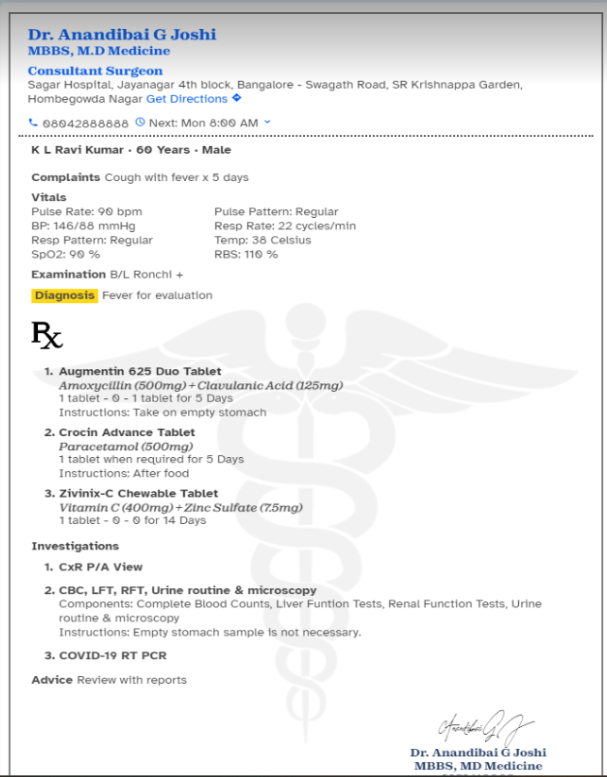 Dr. Anandibai G Joshi
MBBS, M.D Medicine
Consultant Surgeon
Sagar Hospital, Jayanagar 4th block, Bangalore - Swagath Road, SR Krishnappa Garden,
Hombegowda Nagar Get Directions
08042888888 Next: Mon 8:00 AM
K L Ravi Kumar · 60 Years · Male
Complaints Cough with fever x 5 days
Vitals
Pulse Rate: 90 bpm Pulse Pattern: Regular
BP: 146/88 mmHg Resp Rate: 22 cycles/min
Resp Pattern: Regular Temp: 38 Celsius
SpO2: 90 % RBS: 110 %
Examination B/L Ronchi +
Diagnosis Fever for evaluation
Rx
1. Augmentin 625 Duo Tablet
Amoxycillin (500mg) + Clavulanic Acid (125mg)
1 tablet - 0 - 1 tablet for 5 Days
Instructions: Take on empty stomach
2. Crocin Advance Tablet
Paracetamol (500mg)
1 tablet when required for 5 Days
Instructions: After food
3. Zivinix-C Chewable Tablet
Vitamin C (400mg) + Zinc Sulfate (7.5mg)
1 tablet - 0 - 0 for 14 Days
Investigations
1. CxR P/A View
2. CBC, LFT, RFT, Urine routine & microscopy
Components: Complete Blood Counts, Liver Funtion Tests, Renal Function Tests, Urine
routine & microscopy
Instructions: Empty stomach sample is not necessary.
3. COVID-19 RT PCR
Advice Review with reports
Anandibai G J
Dr. Anandibai G Joshi
MBBS, MD Medicine